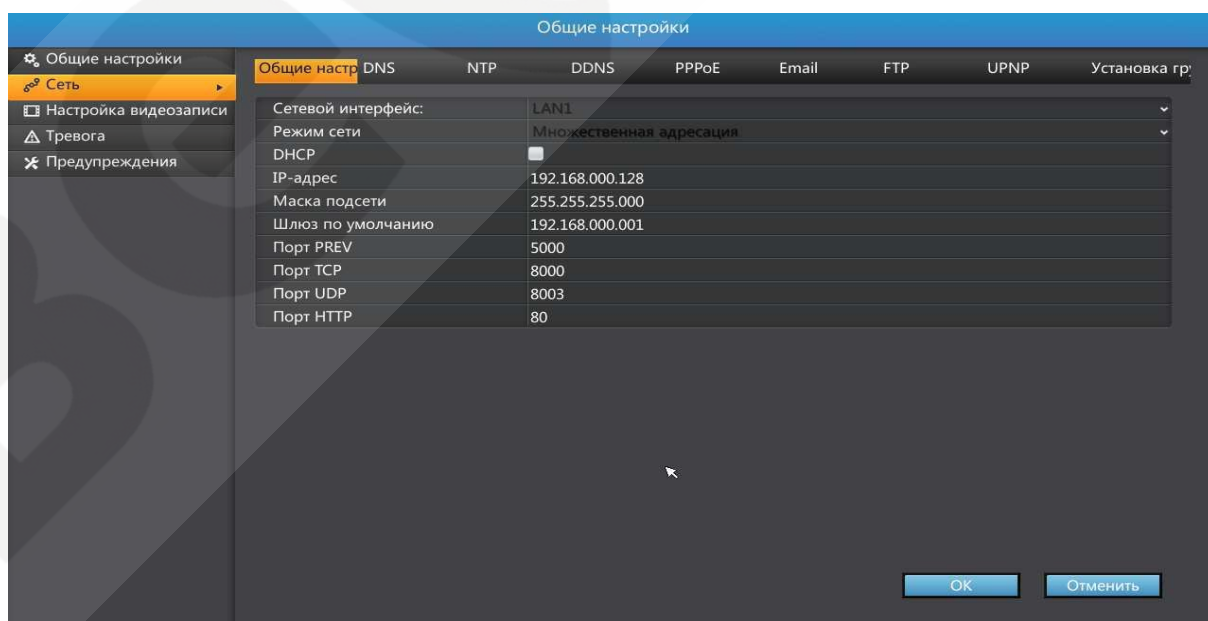 Общие настройки
Общие настройки
Сеть
Настройка видеозаписи
Тревога
Предупреждения
Общие настр DNS NTP DDNS PPPoE Email FTP UPNP Установка гру
Сетевой интерфейс: LAN1
Режим сети Множественная адресация
DHCP
IP-адрес 192.168.000.128
Маска подсети 255.255.255.000
Шлюз по умолчанию 192.168.000.001
Порт PREV 5000
Порт TCP 8000
Порт UDP 8003
Порт HTTP 80
OK Отменить